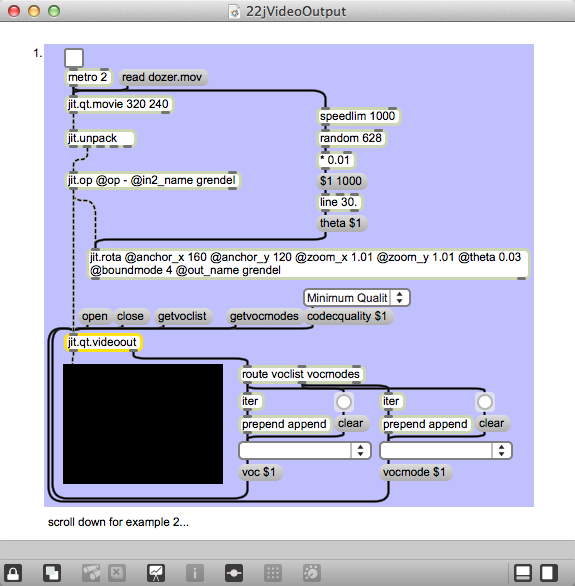 22jVideoOutput
1.
metro 2
read dozer.mov
jit.qt.movie 320 240
speedlim 1000
jit.unpack
random 628
* 0.01
jit.op @op - @in2_name grendel
$1 1000
line 30.
theta $1
jit.rota @anchor_x 160 @anchor_y 120 @zoom_x 1.01 @zoom_y 1.01 @theta 0.03
@boundmode 4 @out_name grendel
Minimum Qualit
open
close
getvoclist
getvocmodes
codecquality $1
jit.qt.videoout
route voclist vocmodes
iter
iter
prepend append
clear
prepend append
clear
voc $1
vocmode $1
scroll down for example 2...